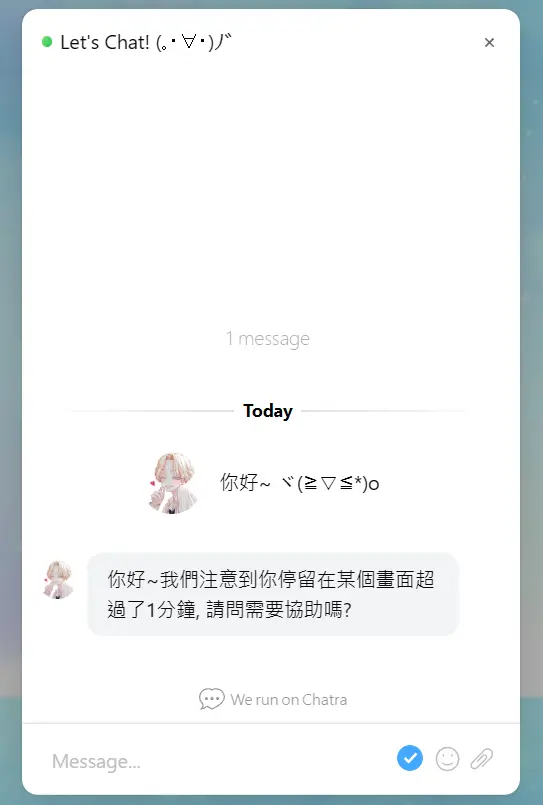 Let's Chat! (｡･∀･)ﾉﾞ
×
1 message
Today
你好~ ヾ(≧▽≦*)o
你好~我們注意到你停留在某個畫面超
過了1分鐘, 請問需要協助嗎?
We run on Chatra
Message...